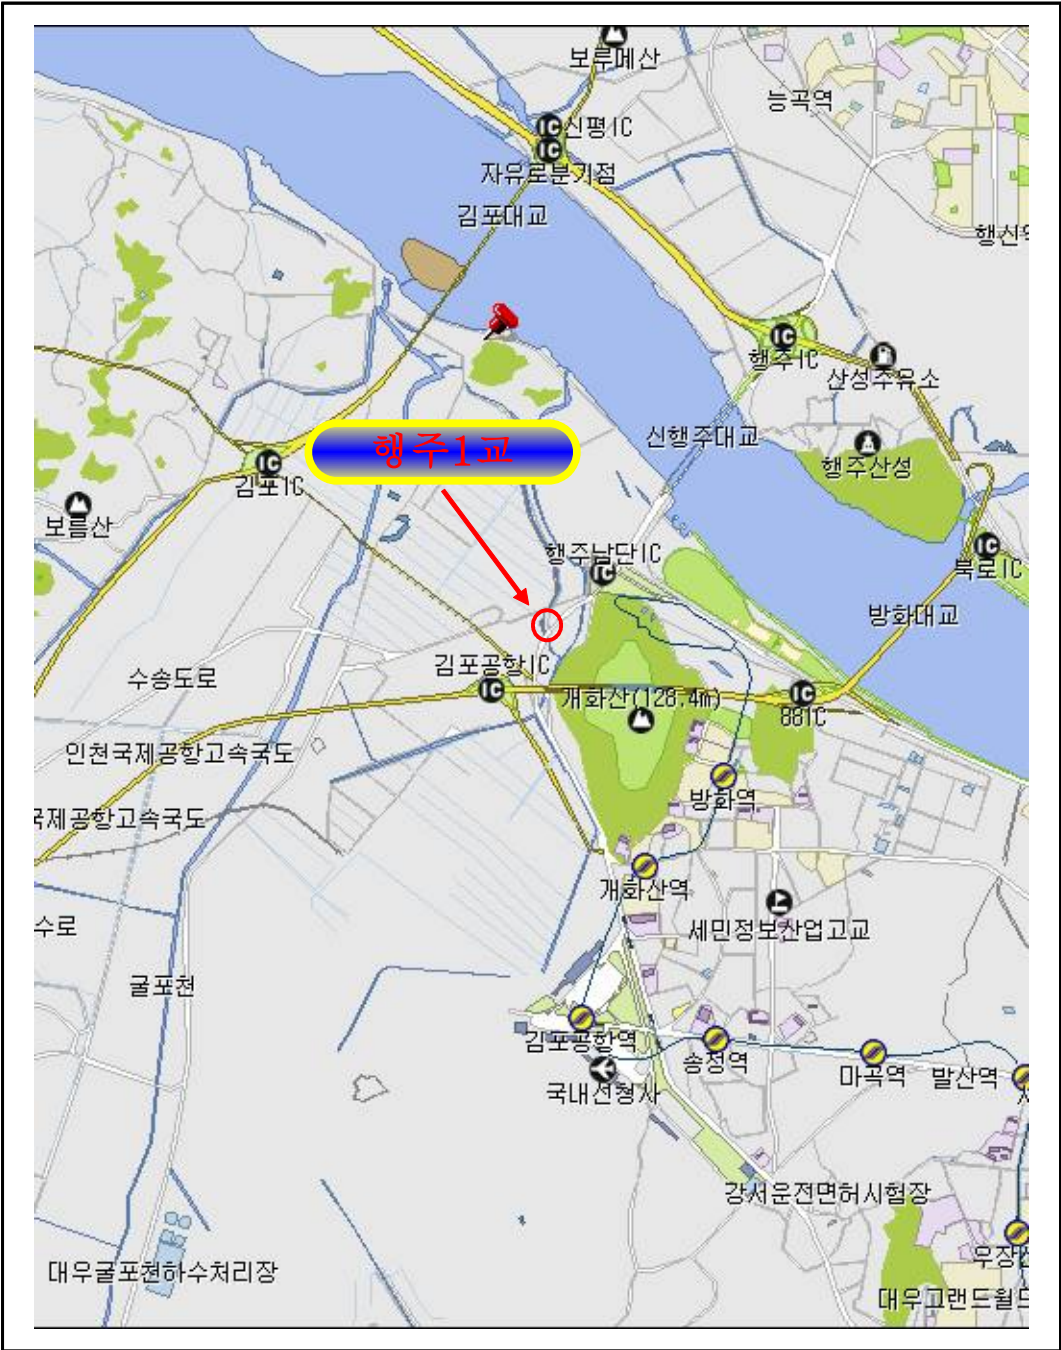 보루메산
능곡역
신평IC
자유로분기점
김포대교
행신
행주IC
산성주유소
행주1교
신행주대교
행주산성
김포IC
보름산
행주남단IC
북로IC
방화대교
김포공항IC
수송도로
개화산(128.4m)
88IC
인천국제공항고속국도
방화역
국제공항고속국도
개화산역
수로
세민정보산업고교
굴포천
김포공항역
송정역
마곡역
발산역
국내선청사
강서운전면허시험장
우장
대우굴포천하수처리장
대우그랜드월드